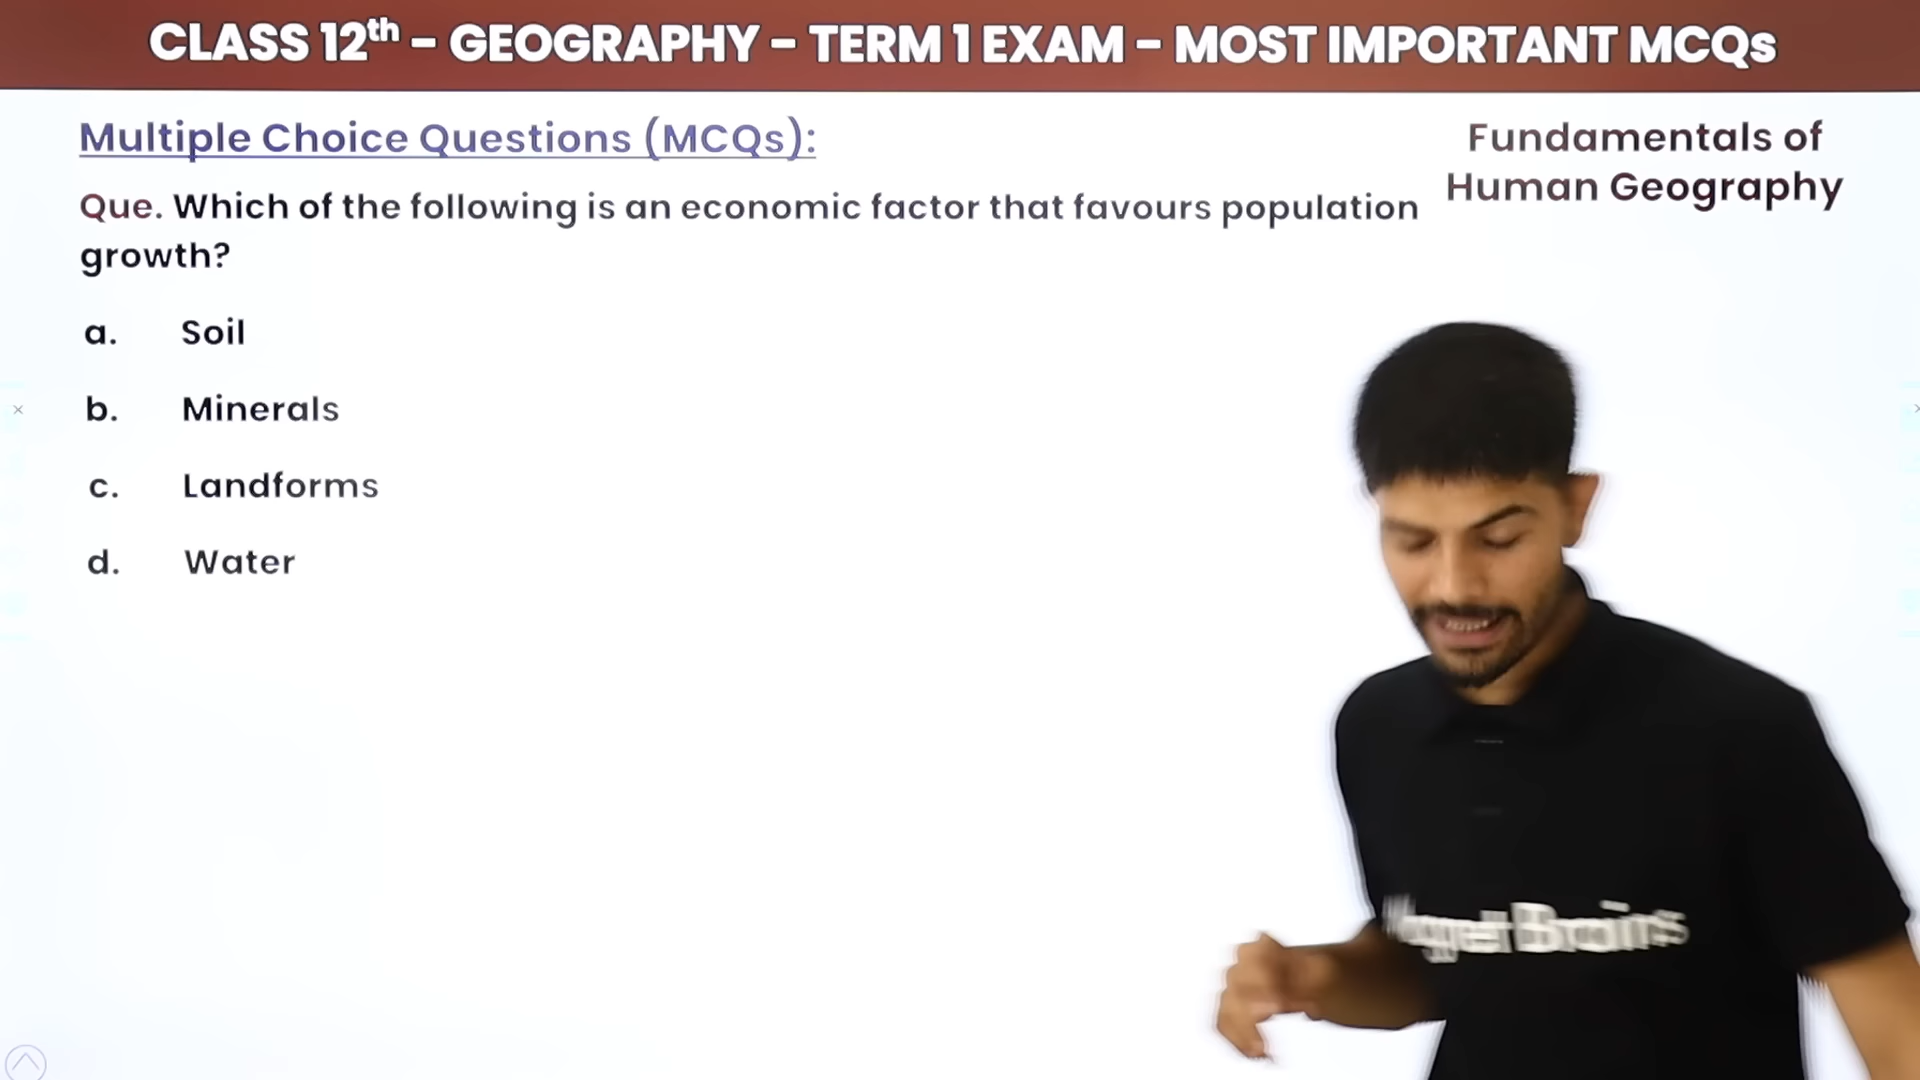 CLASS 12th - GEOGRAPHY - TERM 1 EXAM - MOST IMPORTANT MCQs
Multiple Choice Questions (MCQs):
Fundamentals of
Human Geography
Que. Which of the following is an economic factor that favours population
growth?
a. Soil
b. Minerals
c. Landforms
d. Water
Brains